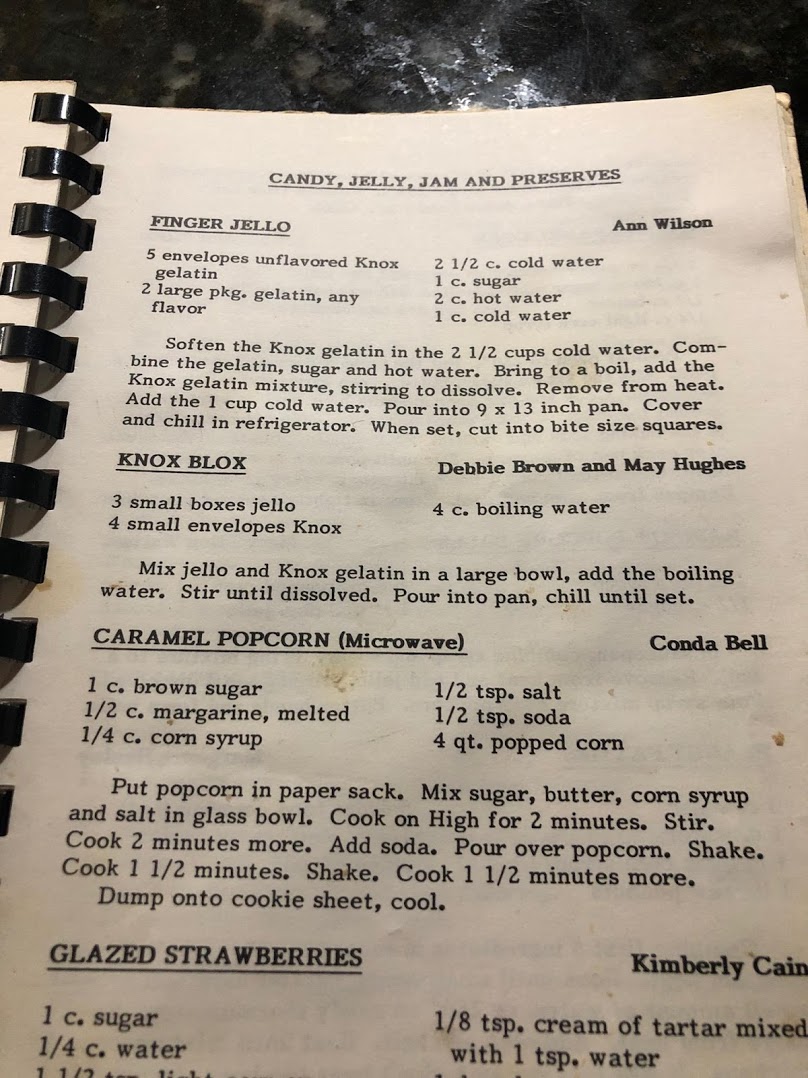 CANDY, JELLY, JAM AND PRESERVES
FINGER JELLO Ann Wilson
5 envelopes unflavored Knox 2 1/2 c. cold water
gelatin 1 c. sugar
2 large pkg. gelatin, any 2 c. hot water
flavor 1 c. cold water
Soften the Knox gelatin in the 2 1/2 cups cold water. Com-
bine the gelatin, sugar and hot water. Bring to a boil, add the
Knox gelatin mixture, stirring to dissolve. Remove from heat.
Add the 1 cup cold water. Pour into 9 x 13 inch pan. Cover
and chill in refrigerator. When set, cut into bite size squares.
KNOX BLOX Debbie Brown and May Hughes
3 small boxes jello 4 c. boiling water
4 small envelopes Knox
Mix jello and Knox gelatin in a large bowl, add the boiling
water. Stir until dissolved. Pour into pan, chill until set.
CARAMEL POPCORN (Microwave) Conda Bell
1 c. brown sugar 1/2 tsp. salt
1/2 c. margarine, melted 1/2 tsp. soda
1/4 c. corn syrup 4 qt. popped corn
Put popcorn in paper sack. Mix sugar, butter, corn syrup
and salt in glass bowl. Cook on High for 2 minutes. Stir.
Cook 2 minutes more. Add soda. Pour over popcorn. Shake.
Cook 1 1/2 minutes. Shake. Cook 1 1/2 minutes more.
Dump onto cookie sheet, cool.
GLAZED STRAWBERRIES Kimberly Cain
1 c. sugar 1/8 tsp. cream of tartar mixed
1/4 c. water with 1 tsp. water
1 1/2 tsp. light